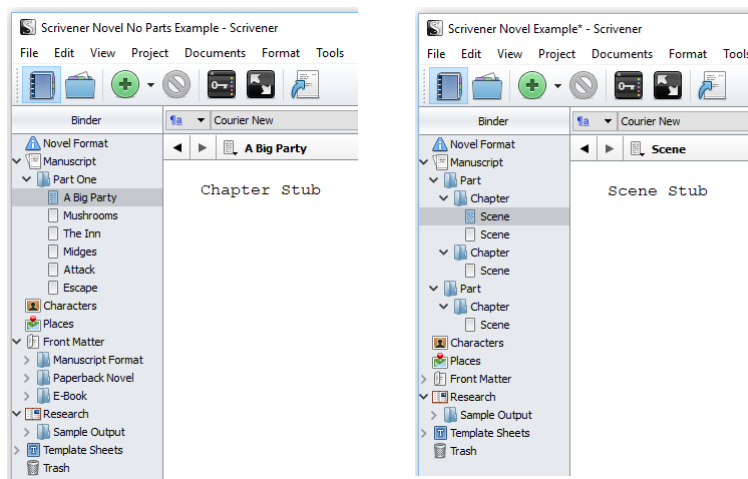 Scrivener Novel No Parts Example - Scrivener
File Edit View Project Documents Format Tools
Binder
¶a Courier New
Novel Format
A Big Party
Manuscript
Part One
Chapter Stub
A Big Party
Mushrooms
The Inn
Midges
Attack
Escape
Characters
Places
Front Matter
Manuscript Format
Paperback Novel
E-Book
Research
Sample Output
Template Sheets
Trash
Scrivener Novel Example* - Scrivener
File Edit View Project Documents Format Tools
Binder
¶a Courier New
Novel Format
Scene
Manuscript
Part
Scene Stub
Chapter
Scene
Scene
Chapter
Scene
Part
Chapter
Scene
Characters
Places
Front Matter
Research
Sample Output
Template Sheets
Trash